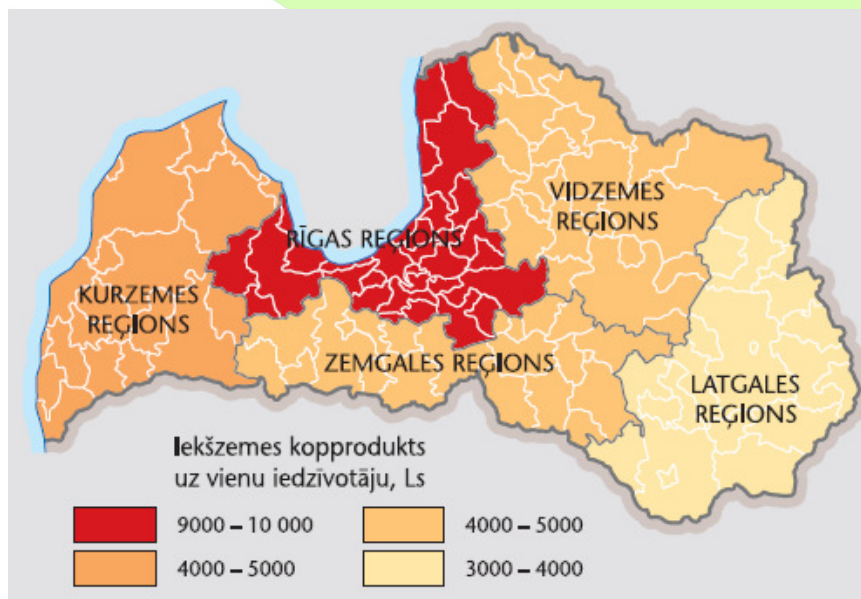 VIDZEMES
REĢIONS
RĪGAS REĢIONS
KURZEMES
REĢIONS
ZEMGALES REĢIONS
LATGALES
REĢIONS
Iekšzemes kopprodukts
uz vienu iedzīvotāju, Ls
9000 – 10 000
4000 – 5000
4000 – 5000
3000 – 4000